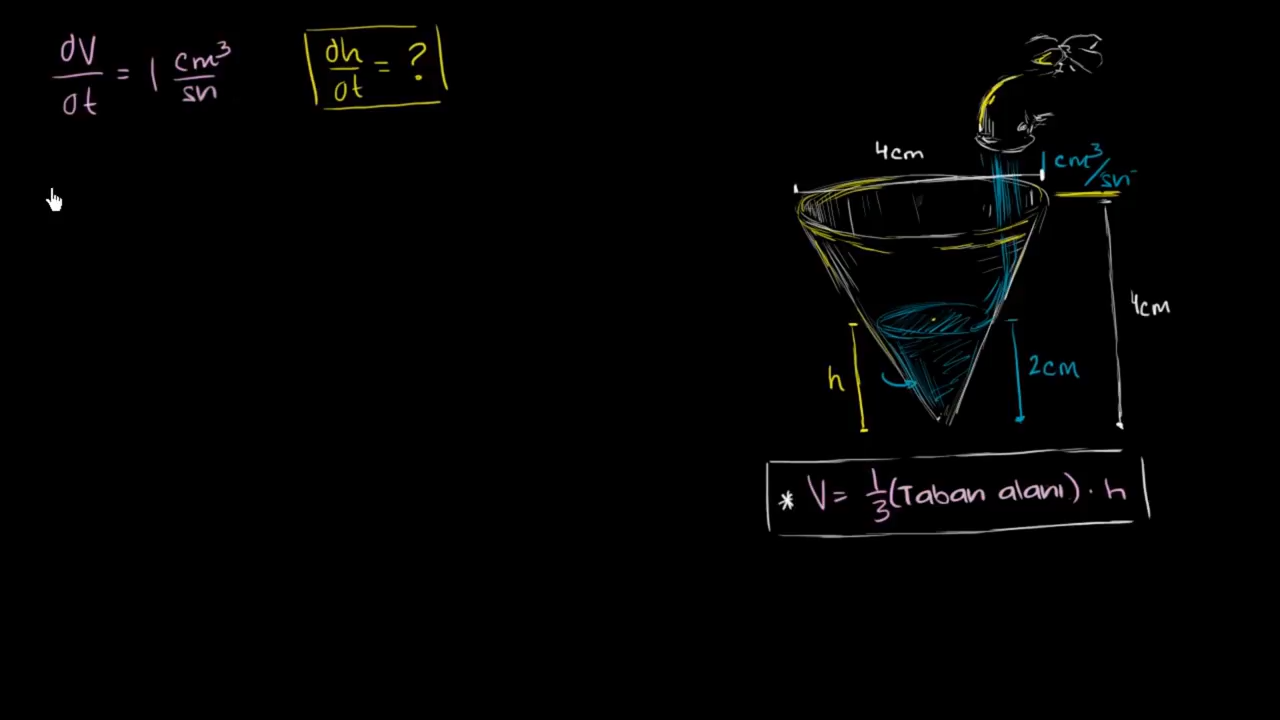 dV/dt = 1 cm³/sn
dh/dt = ?
4cm
1 cm³/sn
4cm
h
2cm
* V = 1/3 (Taban alanı) · h